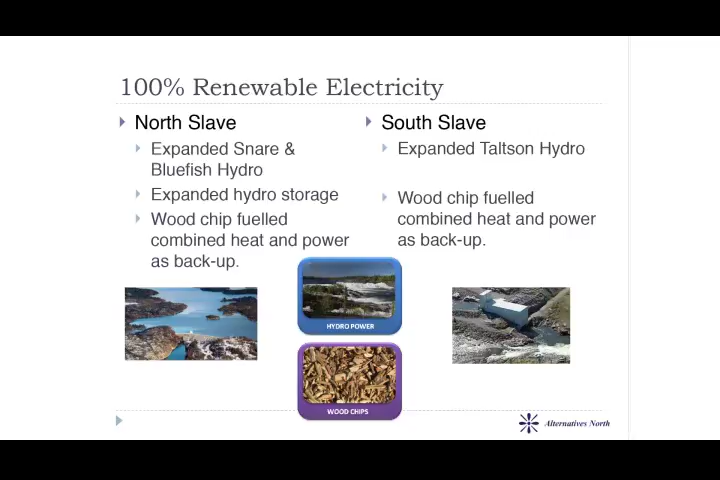 100% Renewable Electricity
North Slave
Expanded Snare &
Bluefish Hydro
Expanded hydro storage
Wood chip fuelled
combined heat and power
as back-up.
South Slave
Expanded Taltson Hydro
Wood chip fuelled
combined heat and power
as back-up.
HYDRO POWER
WOOD CHIPS
Alternatives North